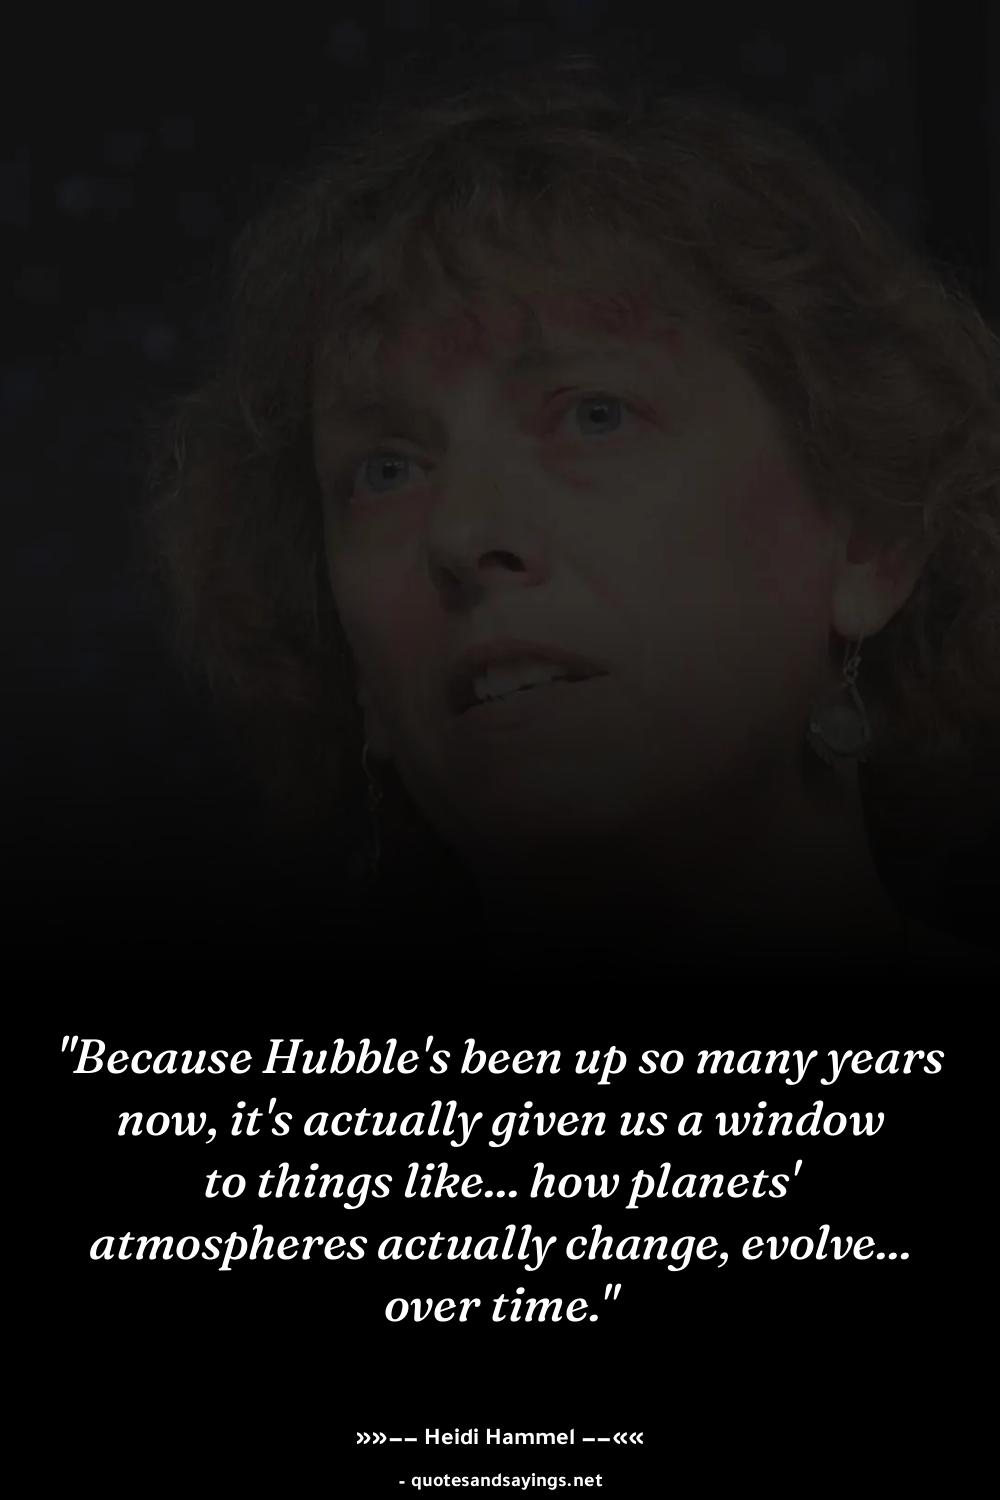 "Because Hubble's been up so many years
now, it's actually given us a window
to things like... how planets'
atmospheres actually change, evolve...
over time."
»»−− Heidi Hammel −−««
- quotesandsayings.net